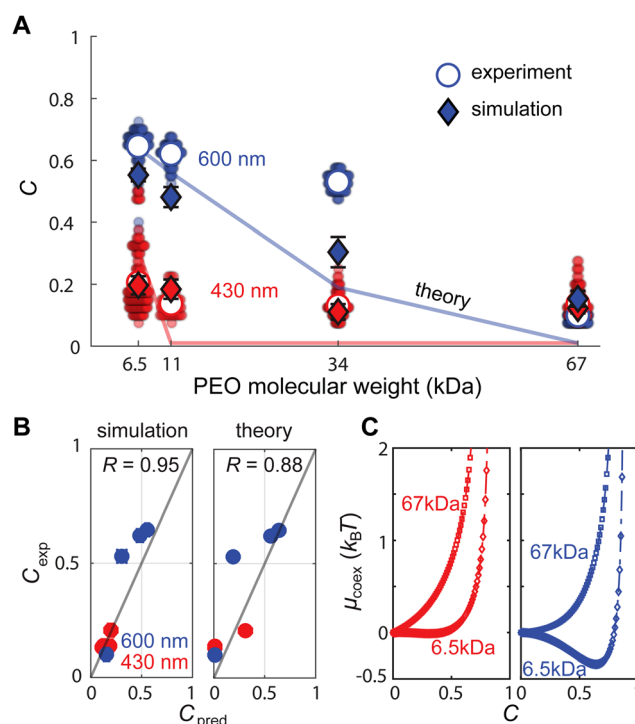 A
1
0.8
0.6
0.4
0.2
0
C
experiment
simulation
600 nm
430 nm
theory
6.5
11
34
67
PEO molecular weight (kDa)
B
simulation
theory
R = 0.95
R = 0.88
1
0.5
0
C_exp
600 nm
430 nm
0
0.5
1
0
0.5
1
C_pred
C
2
1
0
-0.5
μ_coex (k_BT)
67kDa
6.5kDa
67kDa
6.5kDa
0
0.5
1
0
0.5
1
C